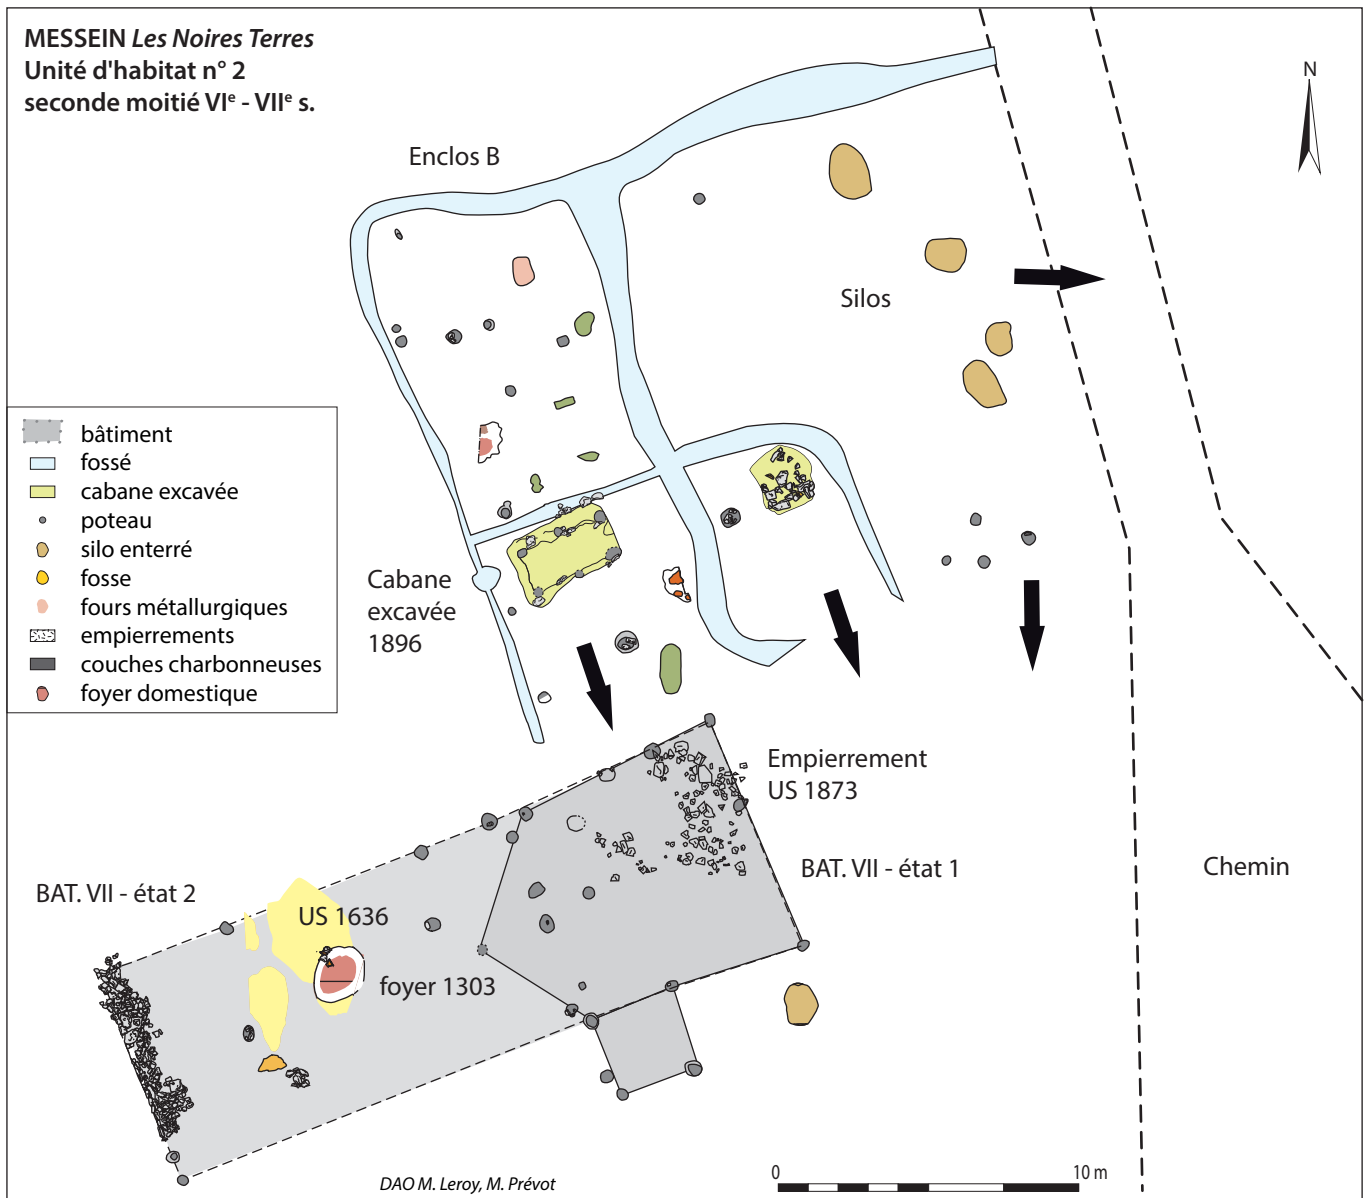 MESSEIN Les Noires Terres
Unité d'habitat n° 2
seconde moitié VIe - VIIe s.
N
Enclos B
Silos
bâtiment
fossé
cabane excavée
poteau
silo enterré
fosse
fours métallurgiques
empierrements
couches charbonneuses
foyer domestique
Cabane
excavée
1896
Empierrement
US 1873
BAT. VII - état 1
Chemin
BAT. VII - état 2
US 1636
foyer 1303
DAO M. Leroy, M. Prévot
0 10 m